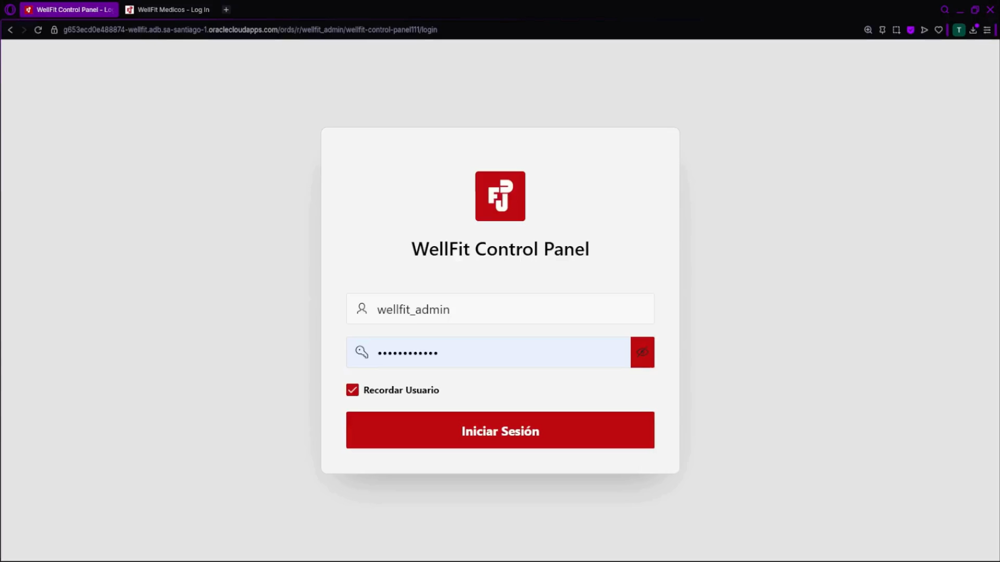 WellFit Control Panel - Lo
WellFit Medicos - Log In
g653ecd0e488874-wellfit.adb.sa-santiago-1.oraclecloudapps.com/ords/r/wellfit_admin/wellfit-control-panel111/login
T
WellFit Control Panel
wellfit_admin
••••••••••••
Recordar Usuario
Iniciar Sesión